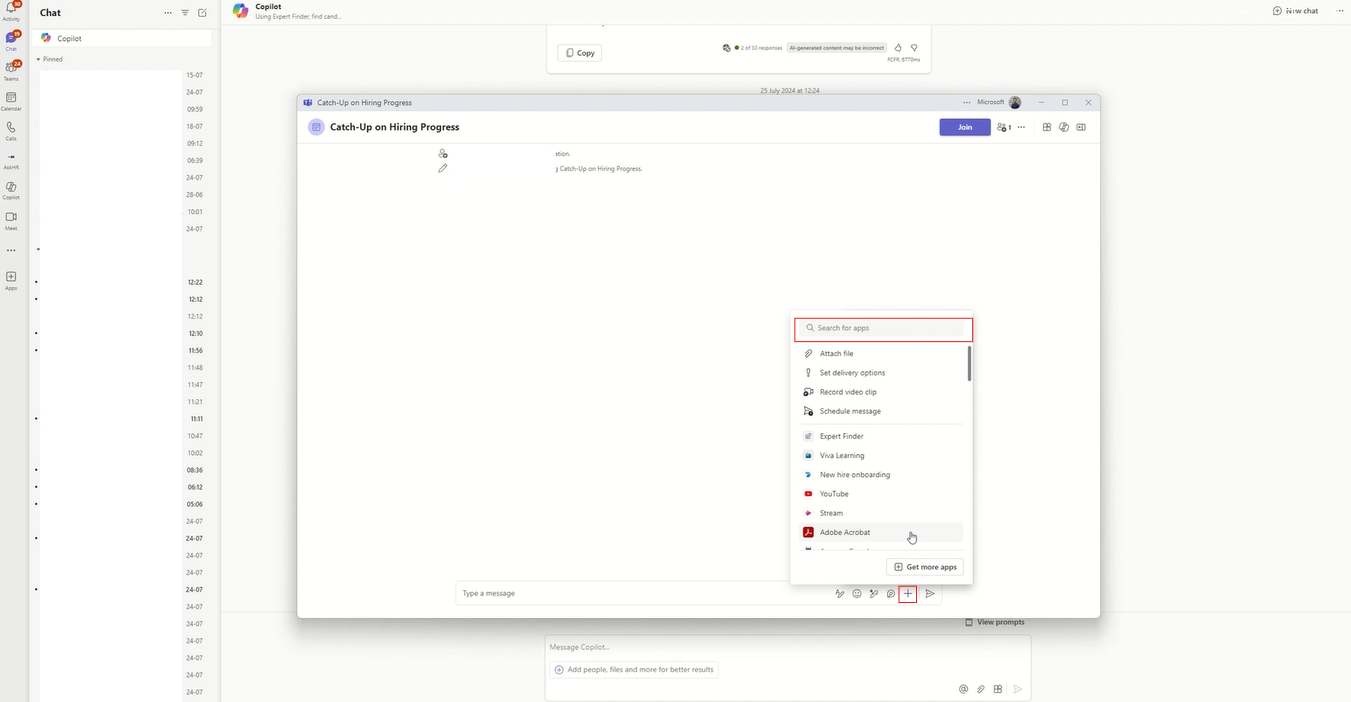 30
Activity
19
Chat
24
Teams
Calendar
Calls
Copilot
Meet
Apps
Chat
Copilot
Pinned
15-07
24-07
09:59
18-07
09:12
06:39
24-07
28-06
10:01
24-07
12:22
12:12
12:12
12:10
11:56
11:48
11:47
11:21
11:11
10:47
10:02
08:36
06:12
05:06
24-07
24-07
24-07
24-07
24-07
24-07
24-07
24-07
24-07
24-07
24-07
Copilot
Using Expert Finder, find cand...
New chat
Copy
2 of 30 responses
AI-generated content may be incorrect
FCFR: 6770ms
25 July 2024 at 12:24
Catch-Up on Hiring Progress
Microsoft
Catch-Up on Hiring Progress
Join
1
Catch-Up on Hiring Progress.
Search for apps
Attach file
Set delivery options
Record video clip
Schedule message
Expert Finder
Viva Learning
New hire onboarding
YouTube
Stream
Adobe Acrobat
Get more apps
Type a message
View prompts
Message Copilot...
Add people, files and more for better results